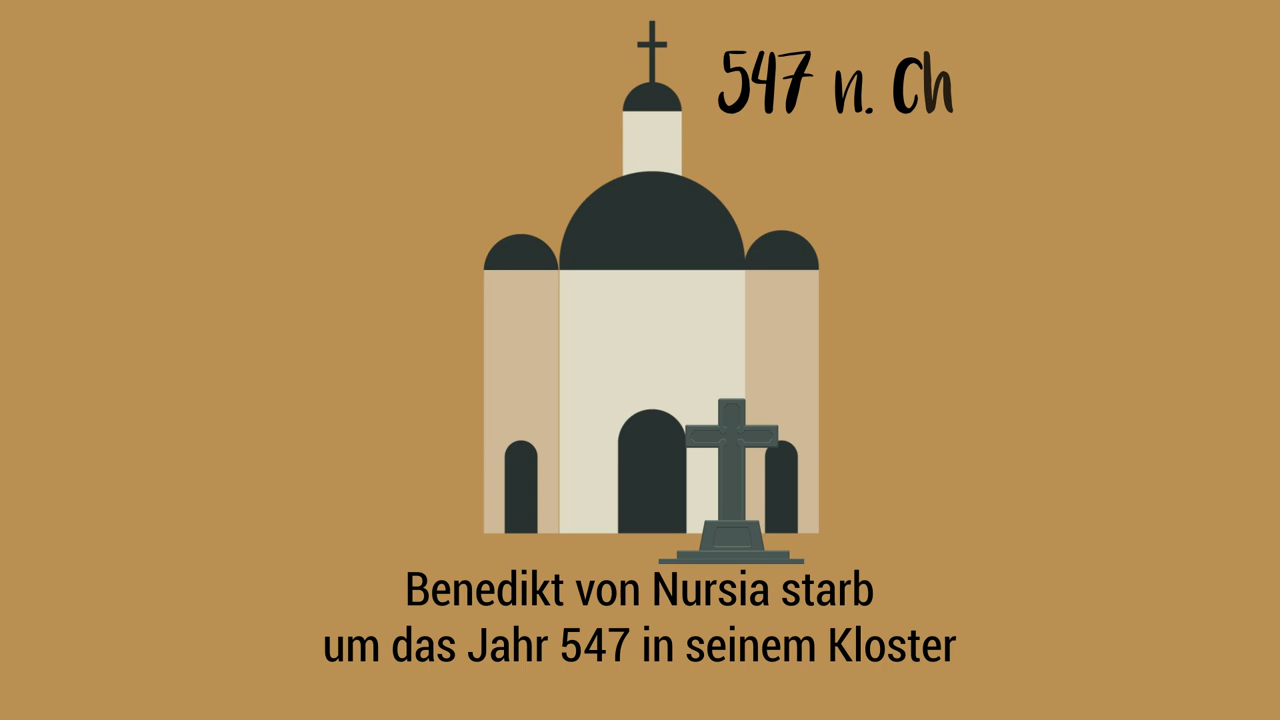 547 n. Ch
Benedikt von Nursia starb
um das Jahr 547 in seinem Kloster